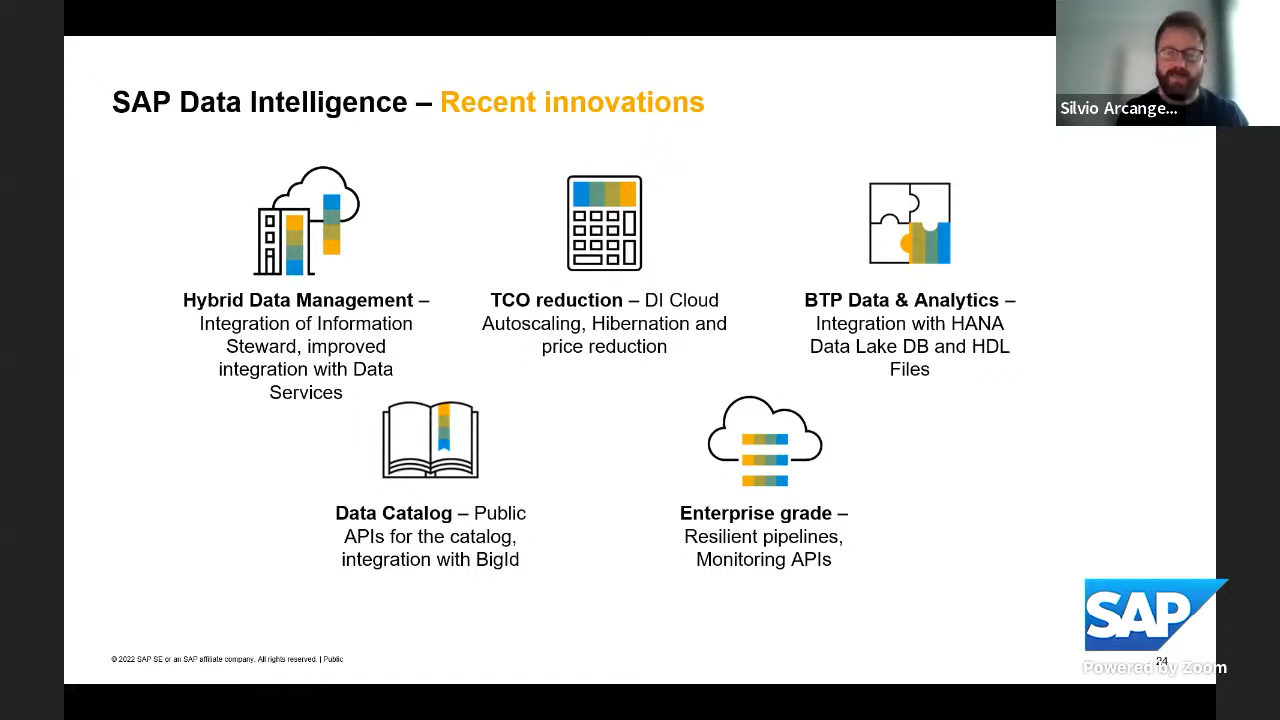 Silvio Arcange...
SAP Data Intelligence – Recent innovations
Hybrid Data Management –
Integration of Information
Steward, improved
integration with Data
Services
TCO reduction – DI Cloud
Autoscaling, Hibernation and
price reduction
BTP Data & Analytics –
Integration with HANA
Data Lake DB and HDL
Files
Data Catalog – Public
APIs for the catalog,
integration with BigId
Enterprise grade –
Resilient pipelines,
Monitoring APIs
SAP
© 2022 SAP SE or an SAP affiliate company. All rights reserved. | Public
24
Powered by Zoom